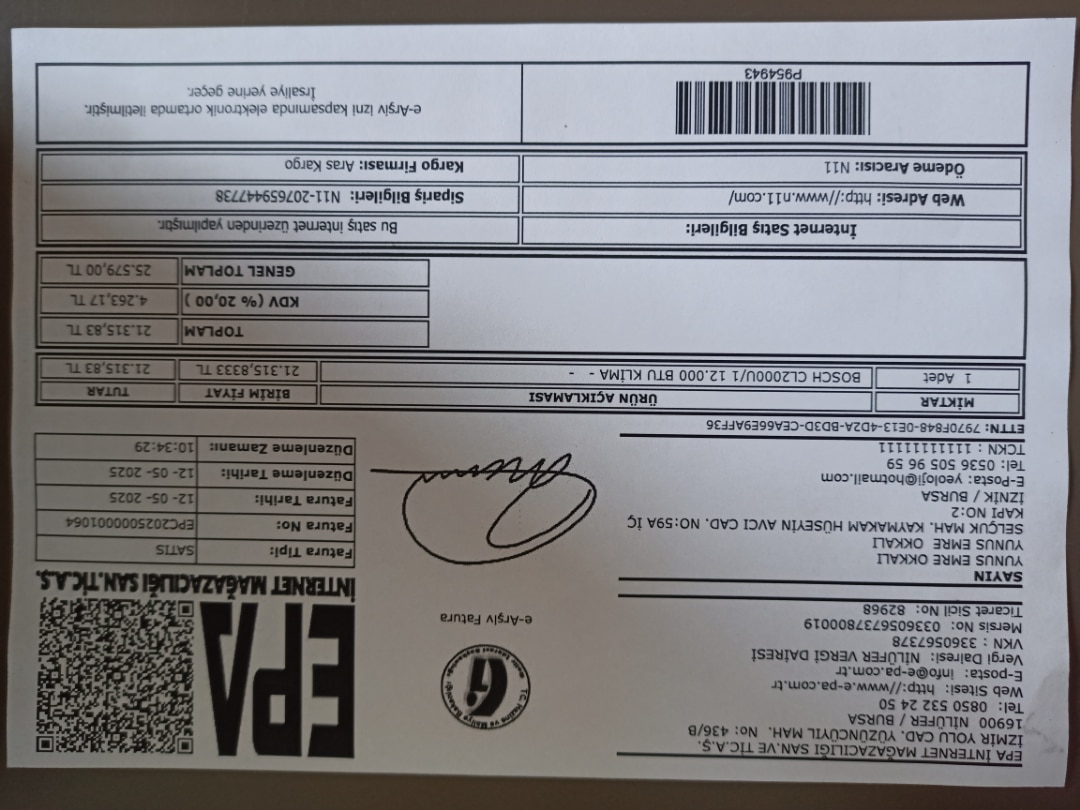 EPA İNTERNET MAĞAZACILIĞI SAN.VE.TİC A.Ş.
İZMİR YOLU CAD. YÜZÜNCÜYIL MAH. No: 436/B
16900 NİLÜFER / BURSA
Tel: 0850 532 24 50
Web Sitesi: http://www.e-pa.com.tr
E-posta: info@e-pa.com.tr
Vergi Dairesi: NİLÜFER VERGİ DAİRESİ
VKN : 3360567378
Mersis No: 0336056737800019
Ticaret Sicil No: 82968
e-Arşiv Fatura
EPA
İNTERNET MAĞAZACILIĞI SAN.TİC.A.Ş.
SAYIN
YUNUS EMRE OKKALI
YUNUS EMRE OKKALI
SELÇUK MAH. KAYMAKAM HÜSEYİN AVCI CAD. NO:59A İÇ
KAPI NO:2
İZNİK / BURSA
E-Posta: yeoloji@hotmail.com
Tel: 0536 505 96 59
TCKN : 11111111111
Fatura Tipi: SATIS
Fatura No: EPC2025000001064
Fatura Tarihi: 12- 05- 2025
Düzenleme Tarihi: 12- 05- 2025
Düzenleme Zamanı: 10:34:29
ETTN: 7970F848-0E13-4D2A-BD3D-CEA66E9AFF36
MİKTAR ÜRÜN AÇIKLAMASI BİRİM FİYAT TUTAR
1 Adet BOSCH CL2000U/1 12.000 BTU KLİMA - - 21.315,8333 TL 21.315,83 TL
TOPLAM 21.315,83 TL
KDV (% 20,00 ) 4.263,17 TL
GENEL TOPLAM 25.579,00 TL
İnternet Satış Bilgileri: Bu satış internet üzerinden yapılmıştır.
Web Adresi: http://www.n11.com/ Sipariş Bilgileri: N11-207659447738
Ödeme Aracısı: N11 Kargo Firması: Aras Kargo
P954943
e-Arşiv izni kapsamında elektronik ortamda iletilmiştir.
İrsaliye yerine geçer.